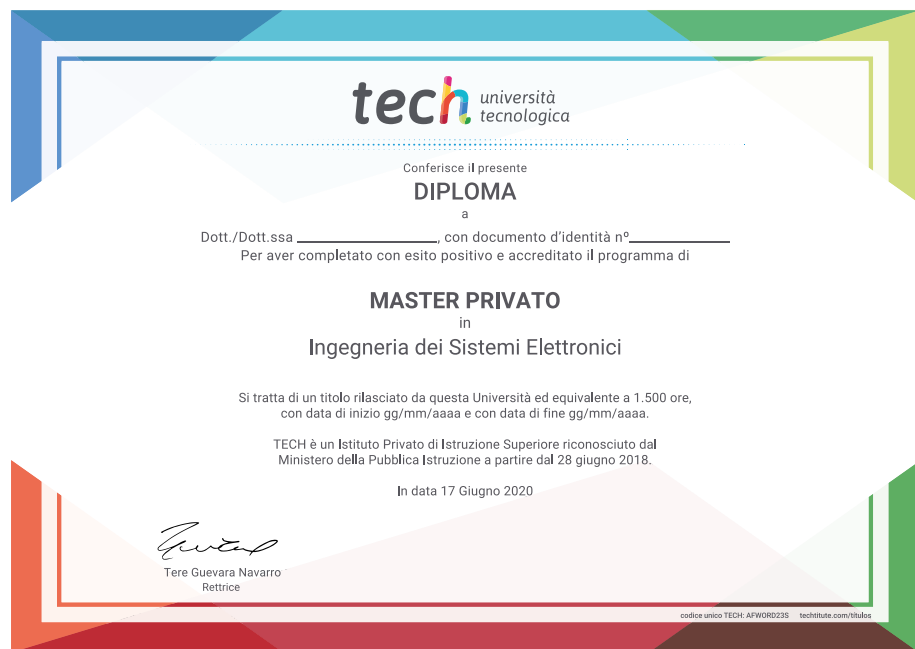 tech università
tecnologica
Conferisce il presente
DIPLOMA
a
Dott./Dott.ssa ______________, con documento d'identità nº__________
Per aver completato con esito positivo e accreditato il programma di
MASTER PRIVATO
in
Ingegneria dei Sistemi Elettronici
Si tratta di un titolo rilasciato da questa Università ed equivalente a 1.500 ore,
con data di inizio gg/mm/aaaa e con data di fine gg/mm/aaaa.
TECH è un Istituto Privato di Istruzione Superiore riconosciuto dal
Ministero della Pubblica Istruzione a partire dal 28 giugno 2018.
In data 17 Giugno 2020
Tere Guevara Navarro
Rettrice
codice unico TECH: AFWORD23S techtitute.com/titulos